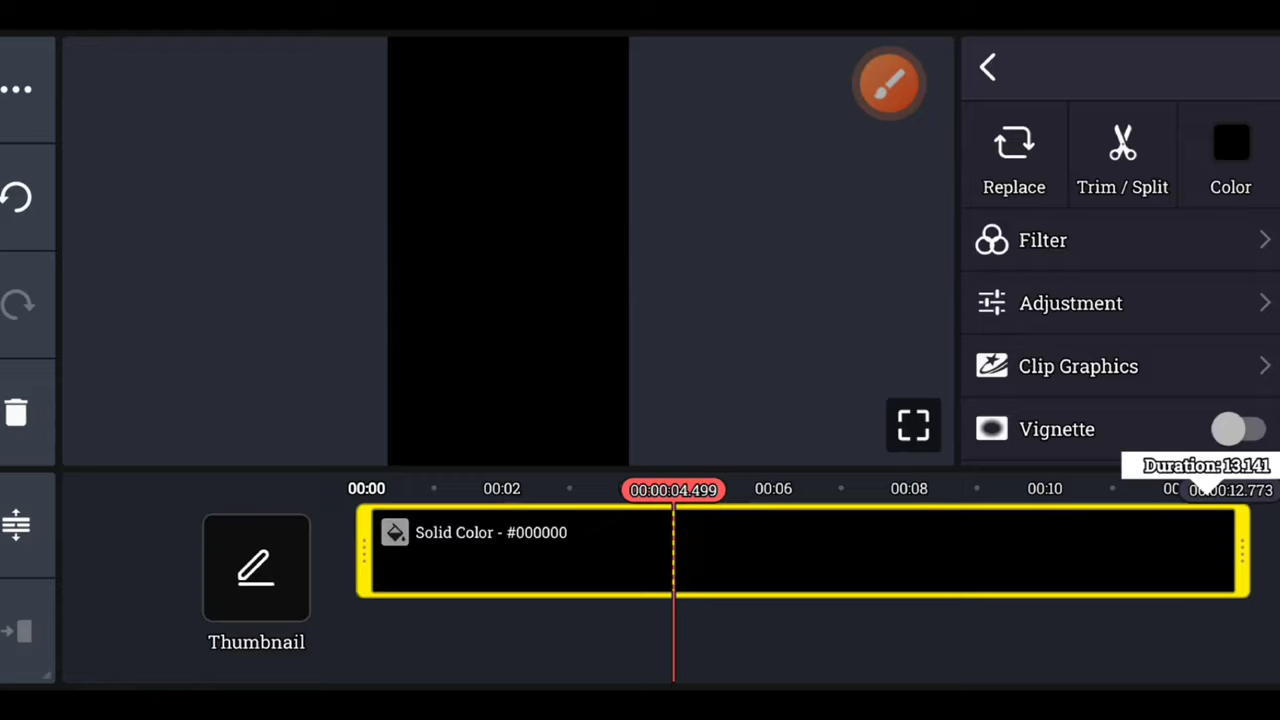 Replace
Trim / Split
Color
Filter
Adjustment
Clip Graphics
Vignette
Duration: 13.141
00:00
00:02
00:00:04.499
00:06
00:08
00:10
00:00:12.773
Solid Color - #000000
Thumbnail